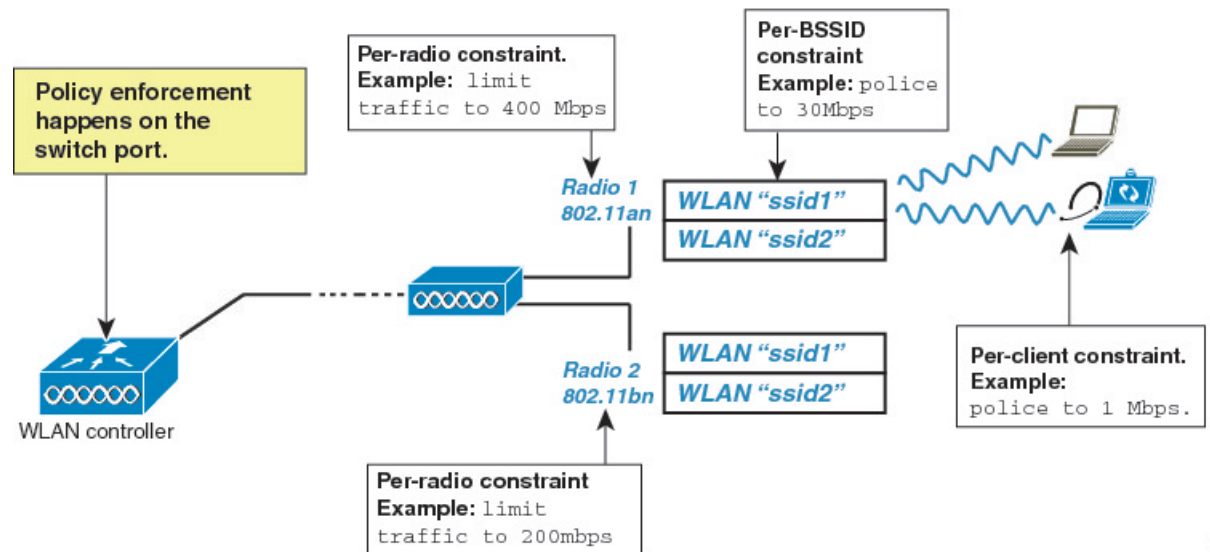 Policy enforcement
happens on the
switch port.
Per-radio constraint.
Example: limit
traffic to 400 Mbps
Per-BSSID
constraint
Example: police
to 30Mbps
Radio 1
802.11an
WLAN “ssid1”
WLAN “ssid2”
WLAN controller
Radio 2
802.11bn
WLAN “ssid1”
WLAN “ssid2”
Per-client constraint.
Example:
police to 1 Mbps.
Per-radio constraint
Example: limit
traffic to 200mbps